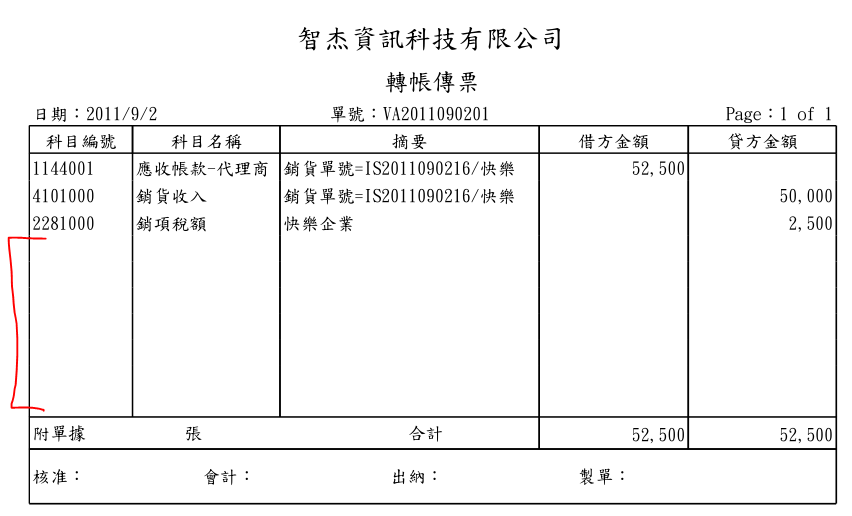 智杰資訊科技有限公司
轉帳傳票
日期：2011/9/2 單號：VA2011090201 Page：1 of 1
科目編號 科目名稱 摘要 借方金額 貸方金額
1144001 應收帳款-代理商 銷貨單號=IS2011090216/快樂 52,500
4101000 銷貨收入 銷貨單號=IS2011090216/快樂 50,000
2281000 銷項稅額 快樂企業 2,500
附單據 張 合計 52,500 52,500
核准： 會計： 出納： 製單：